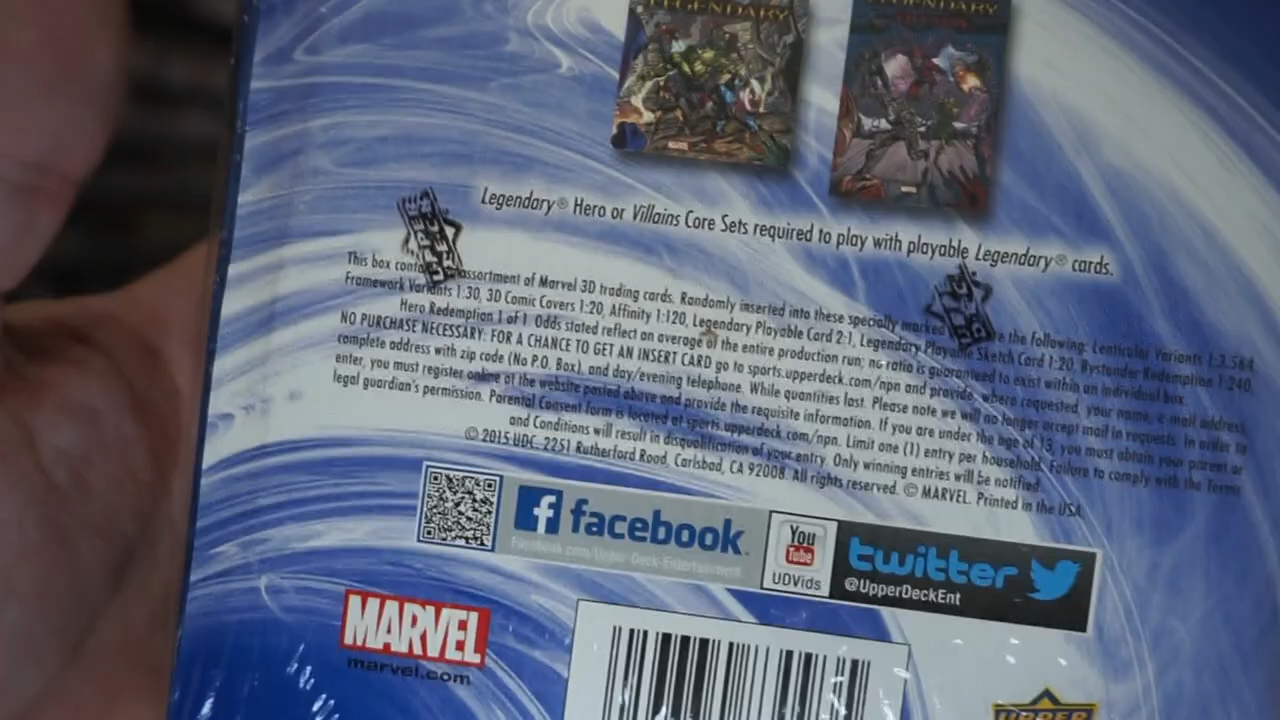 LEGENDARY
LEGENDARY
Legendary® Hero or Villains Core Sets required to play with playable Legendary® cards.
This box assortment of Marvel 3D trading cards. Randomly inserted into these specially marked the following: Lenticular Variants 1:3.564,
Framework Variants 1:30, 3D Comic Covers 1:20, Affinity 1:120, Legendary Playable Card 2:1, Legendary Playable Sketch Card 1:20, Bystander Redemption 1:240,
Hero Redemption 1 of 1. Odds stated reflect an average of the entire production run; no ratio is guaranteed to exist within an individual box.
NO PURCHASE NECESSARY: FOR A CHANCE TO GET AN INSERT CARD go to sports.upperdeck.com/npn and provide, where requested, your name, e-mail address,
complete address with zip code (No P.O. Box), and day/evening telephone. While quantities last. Please note we will no longer accept mail in requests. In order to
enter, you must register online at the website posted above and provide the requisite information. If you are under the age of 13, you must obtain your parent or
legal guardian's permission. Parental Consent form is located at sports.upperdeck.com/npn. Limit one (1) entry per household. Failure to comply with the Terms
and Conditions will result in disqualification of your entry. Only winning entries will be notified.
© 2015 UDC. 2251 Rutherford Road, Carlsbad, CA 92008. All rights reserved. © MARVEL. Printed in the USA.
facebook.
Facebook.com/Upper-Deck-Entertainment
You
Tube
UDVids
twitter
@UpperDeckEnt
MARVEL
marvel.com
UPPER